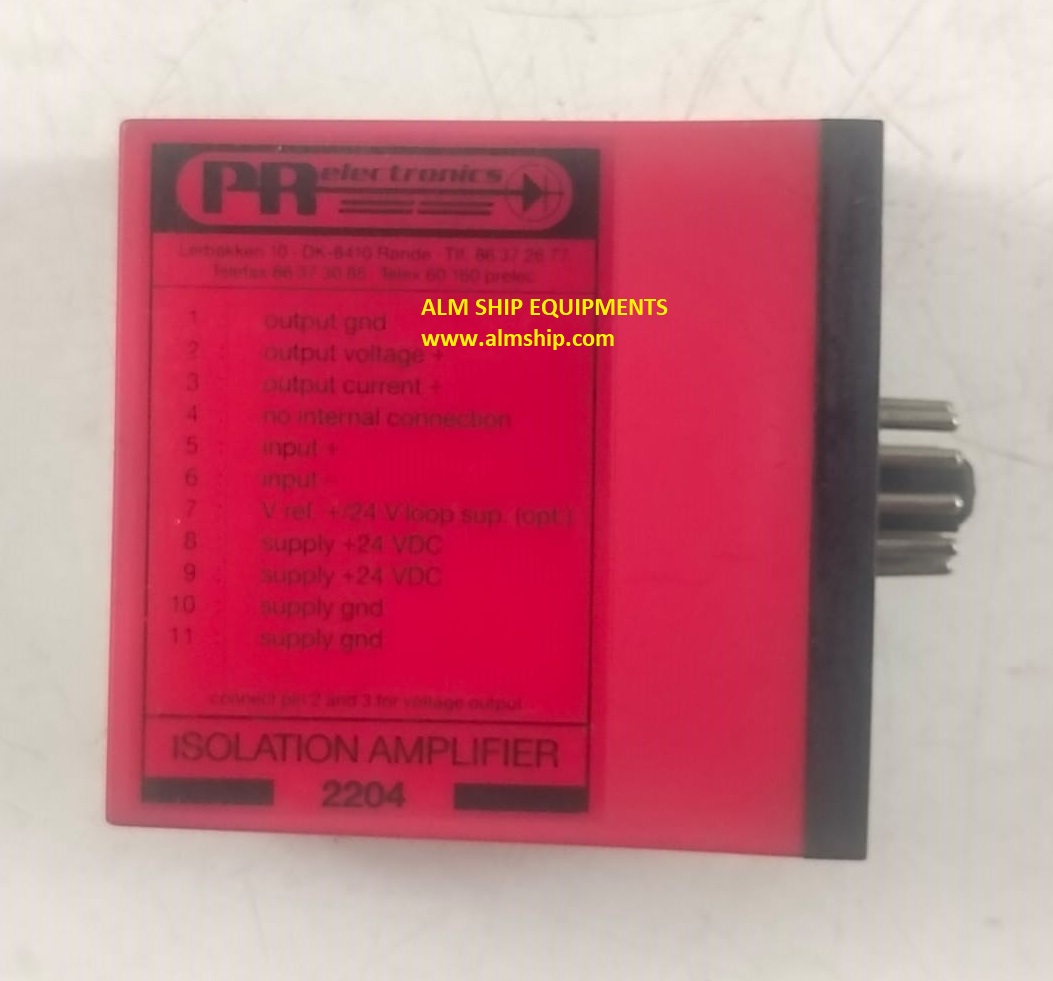 PR electronics
Lerbakken 10 · DK-8410 Rønde · Tlf. 86 37 26 77
Telefax 86 37 30 85 · Telex 60 160 prelec
1 : output gnd
ALM SHIP EQUIPMENTS
www.almship.com
2 : output voltage +
3 : output current +
4 : no internal connection
5 : input +
6 : input -
7 : V ref. +/24 V loop sup. (opt.)
8 : supply +24 VDC
9 : supply +24 VDC
10 : supply gnd
11 : supply gnd
connect pin 2 and 3 for voltage output
ISOLATION AMPLIFIER
2204